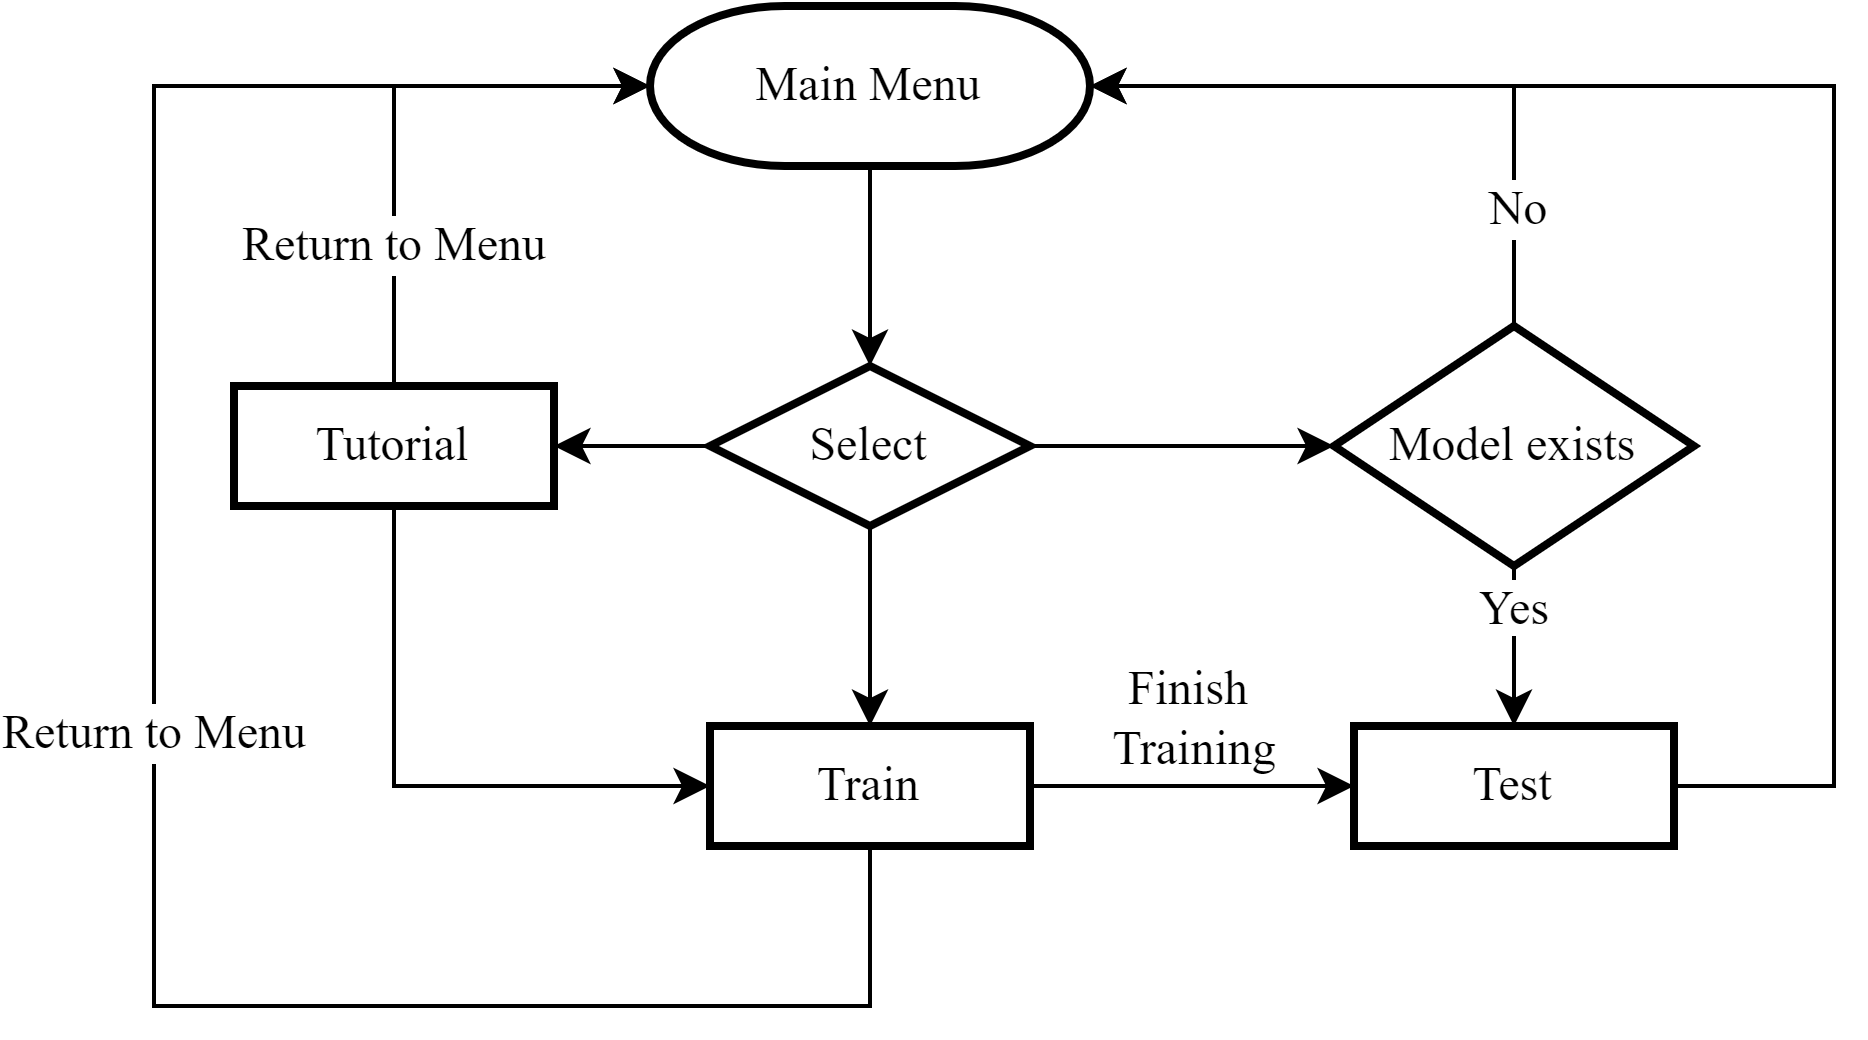 Main Menu
No
Return to Menu
Tutorial
Select
Model exists
Yes
Finish
Training
Return to Menu
Train
Test